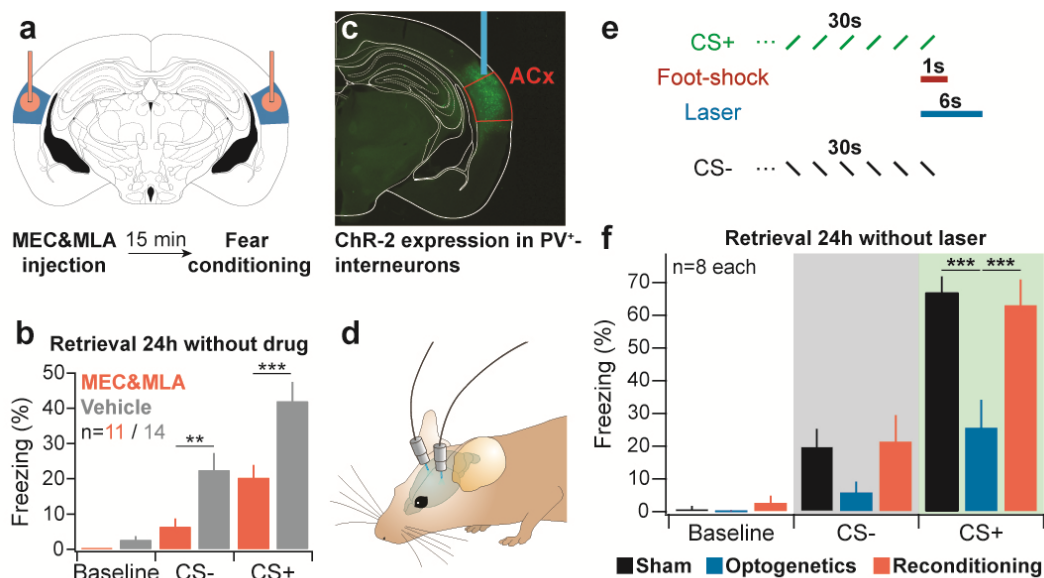 a
MEC&MLA
injection
15 min
Fear
conditioning
b
Retrieval 24h without drug
Freezing (%)
50
40
30
20
10
0
MEC&MLA
Vehicle
n=11 / 14
**
***
Baseline
CS-
CS+
c
ACx
ChR-2 expression in PV+-
interneurons
d
e
30s
CS+ ...
1s
Foot-shock
6s
Laser
30s
CS- ...
f
Retrieval 24h without laser
n=8 each
*** ***
Freezing (%)
70
60
50
40
30
20
10
0
Baseline
CS-
CS+
Sham Optogenetics Reconditioning